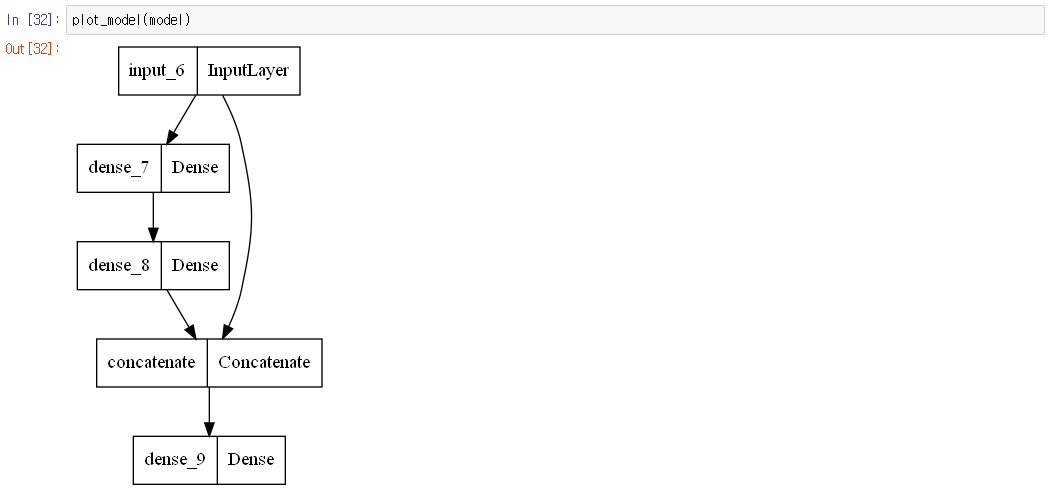 In [32]: plot_model(model)
Out[32]:
input_6 InputLayer
dense_7 Dense
dense_8 Dense
concatenate Concatenate
dense_9 Dense